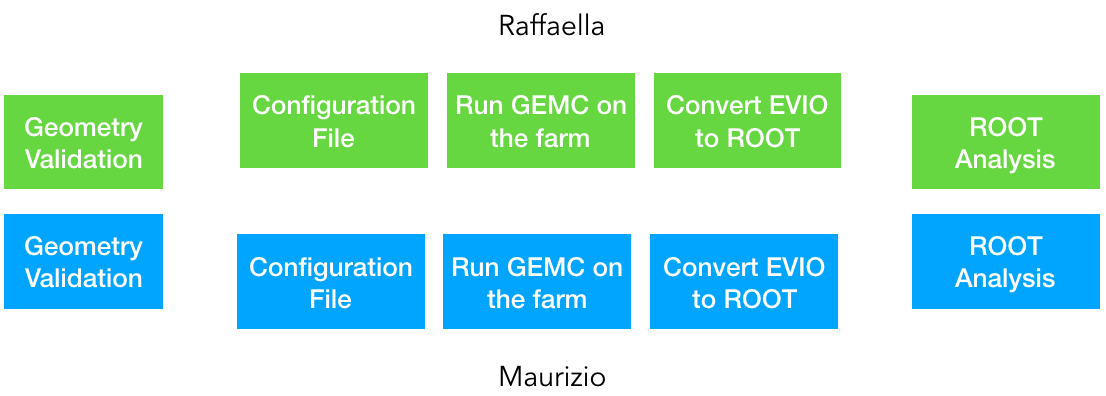 Raffaella
Geometry
Validation
Configuration
File
Run GEMC on
the farm
Convert EVIO
to ROOT
ROOT
Analysis
Geometry
Validation
Configuration
File
Run GEMC on
the farm
Convert EVIO
to ROOT
ROOT
Analysis
Maurizio